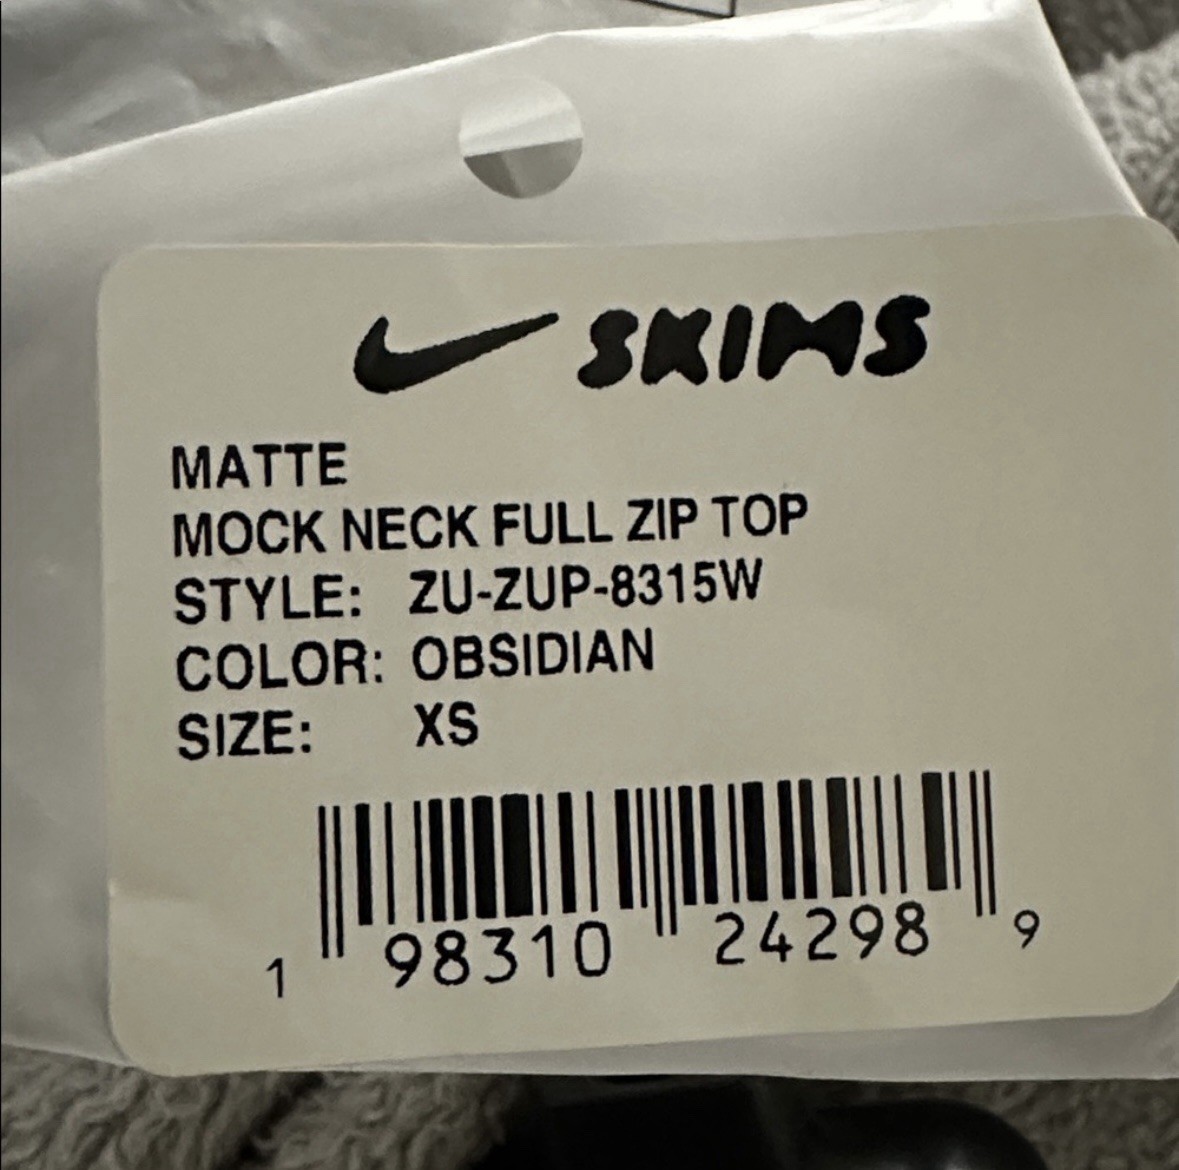 SKIMS
MATTE
MOCK NECK FULL ZIP TOP
STYLE: ZU-ZUP-8315W
COLOR: OBSIDIAN
SIZE: XS
1 98310 24298 9